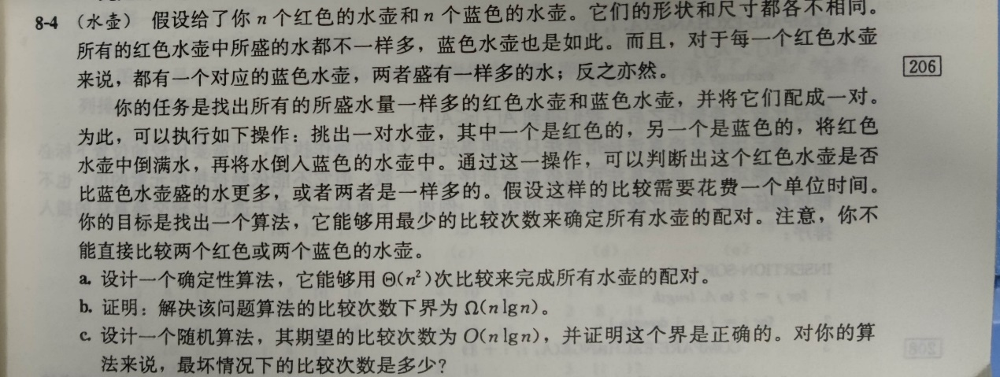 8-4 （水壶） 假设给了你 n 个红色的水壶和 n 个蓝色的水壶。它们的形状和尺寸都各不相同。
所有的红色水壶中所盛的水都不一样多，蓝色水壶也是如此。而且，对于每一个红色水壶
来说，都有一个对应的蓝色水壶，两者盛有一样多的水；反之亦然。
206
你的任务是找出所有的所盛水量一样多的红色水壶和蓝色水壶，并将它们配成一对。
为此，可以执行如下操作：挑出一对水壶，其中一个是红色的，另一个是蓝色的，将红色
水壶中倒满水，再将水倒入蓝色的水壶中。通过这一操作，可以判断出这个红色水壶是否
比蓝色水壶盛的水更多，或者两者是一样多的。假设这样的比较需要花费一个单位时间。
你的目标是找出一个算法，它能够用最少的比较次数来确定所有水壶的配对。注意，你不
能直接比较两个红色或两个蓝色的水壶。
a. 设计一个确定性算法，它能够用 Θ(n²)次比较来完成所有水壶的配对。
b. 证明：解决该问题算法的比较次数下界为 Ω(n lgn)。
c. 设计一个随机算法，其期望的比较次数为 O(n lgn)，并证明这个界是正确的。对你的算
法来说，最坏情况下的比较次数是多少？